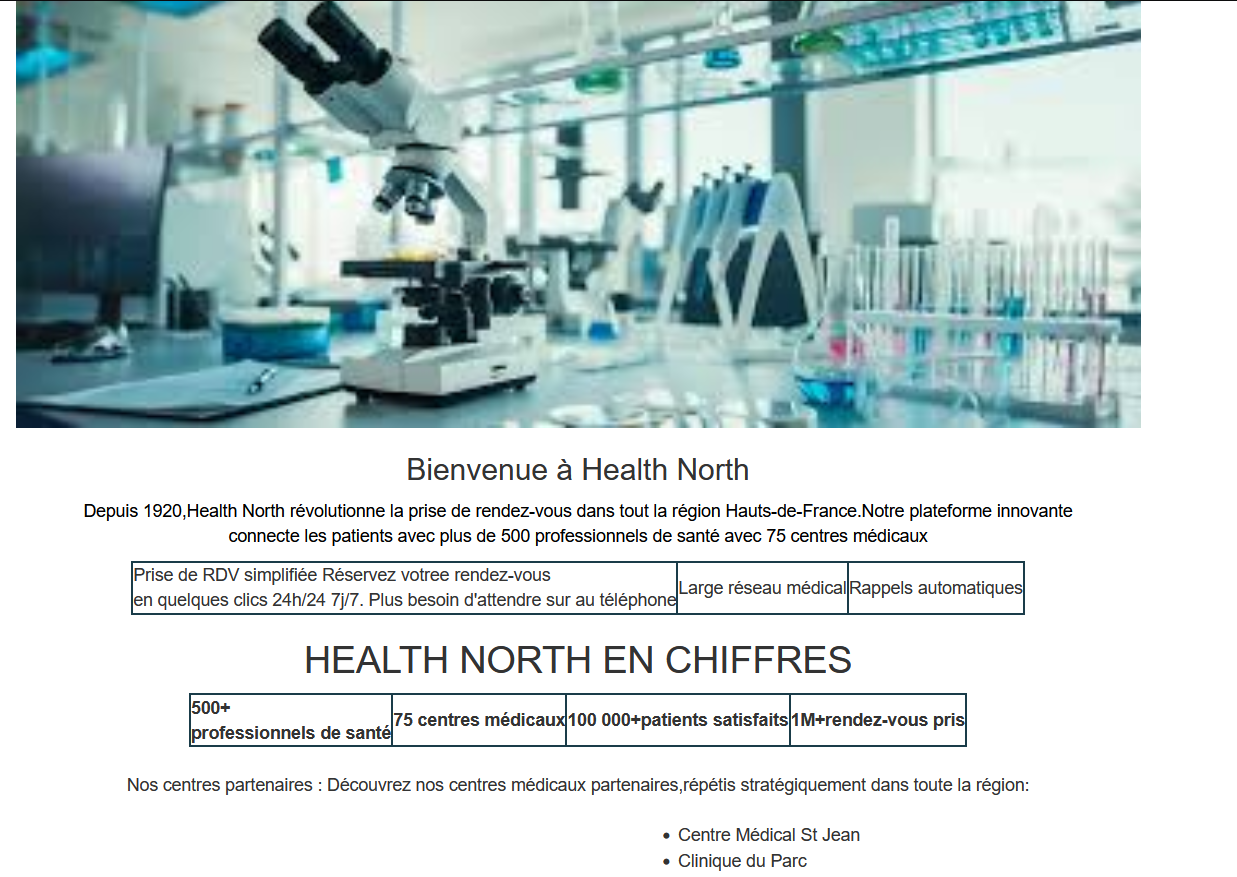 Bienvenue à Health North
Depuis 1920,Health North révolutionne la prise de rendez-vous dans tout la région Hauts-de-France.Notre plateforme innovante
connecte les patients avec plus de 500 professionnels de santé avec 75 centres médicaux
Prise de RDV simplifiée Réservez votree rendez-vous
en quelques clics 24h/24 7j/7. Plus besoin d'attendre sur au téléphone
Large réseau médical
Rappels automatiques
HEALTH NORTH EN CHIFFRES
500+
professionnels de santé
75 centres médicaux
100 000+patients satisfaits
1M+rendez-vous pris
Nos centres partenaires : Découvrez nos centres médicaux partenaires,répétis stratégiquement dans toute la région:
• Centre Médical St Jean
• Clinique du Parc